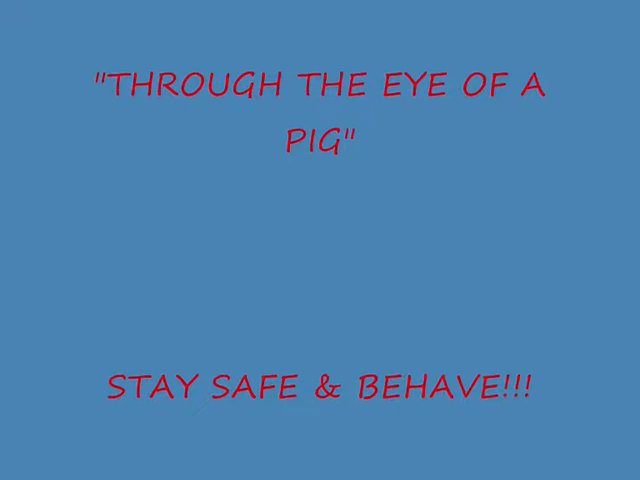 "THROUGH THE EYE OF A
PIG"
STAY SAFE & BEHAVE!!!